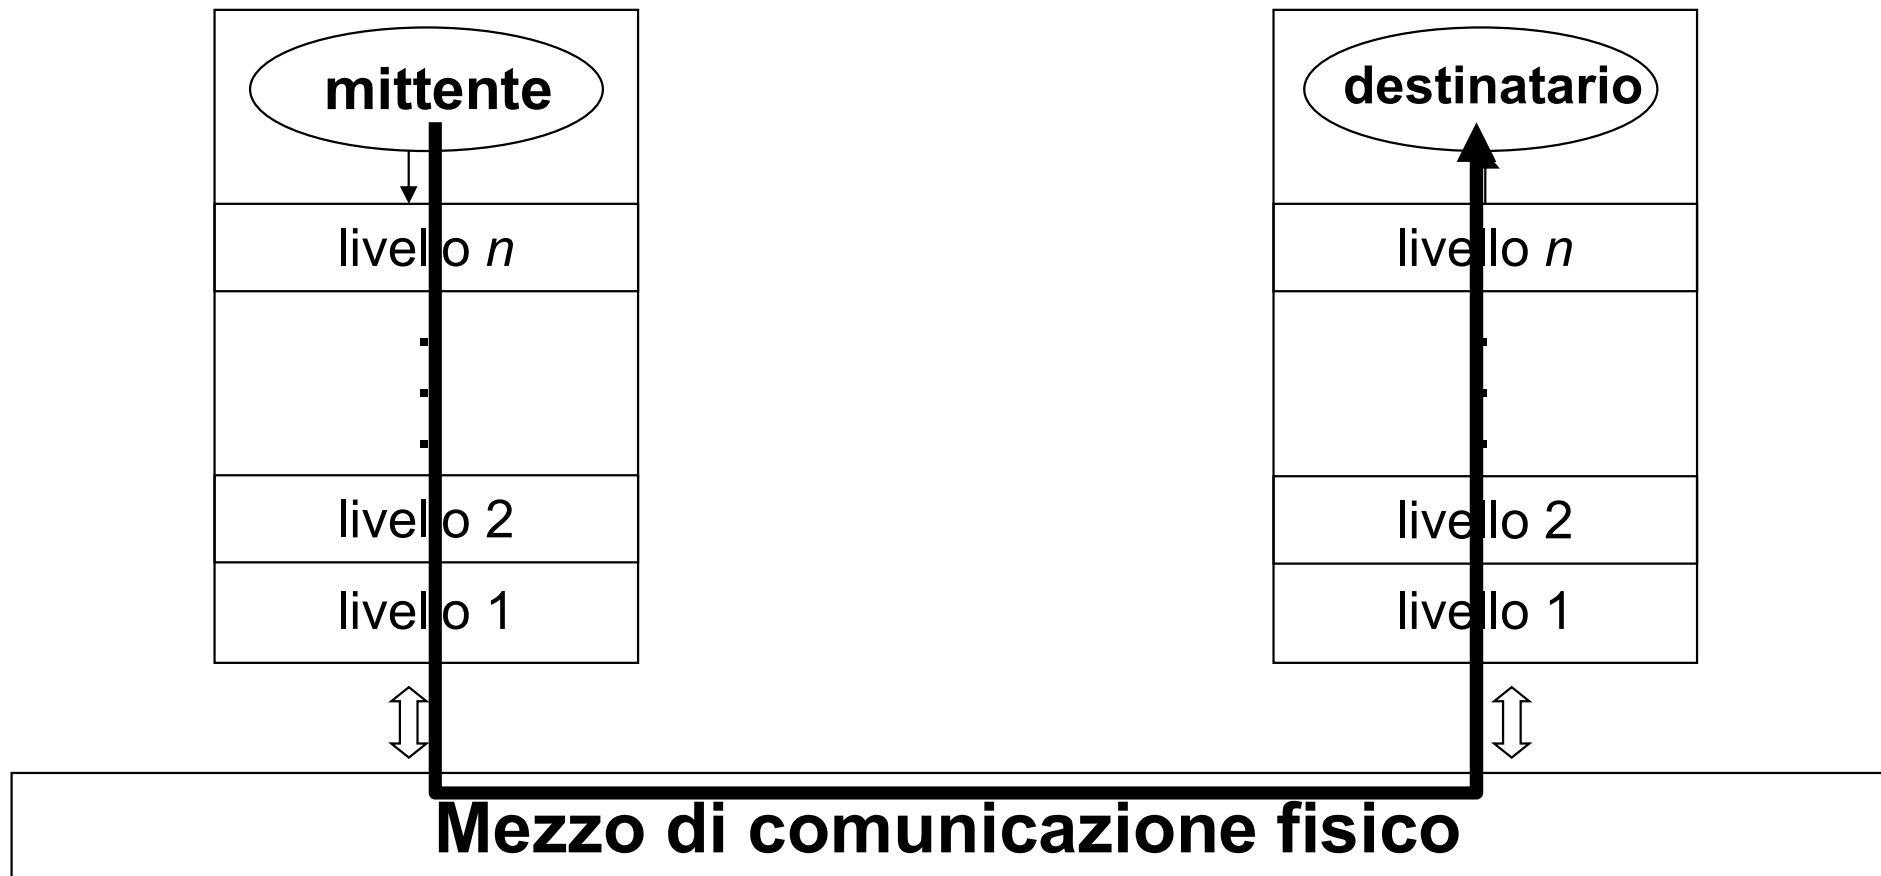 mittente
livello n
.
.
.
livello 2
livello 1
destinatario
livello n
.
.
.
livello 2
livello 1
Mezzo di comunicazione fisico